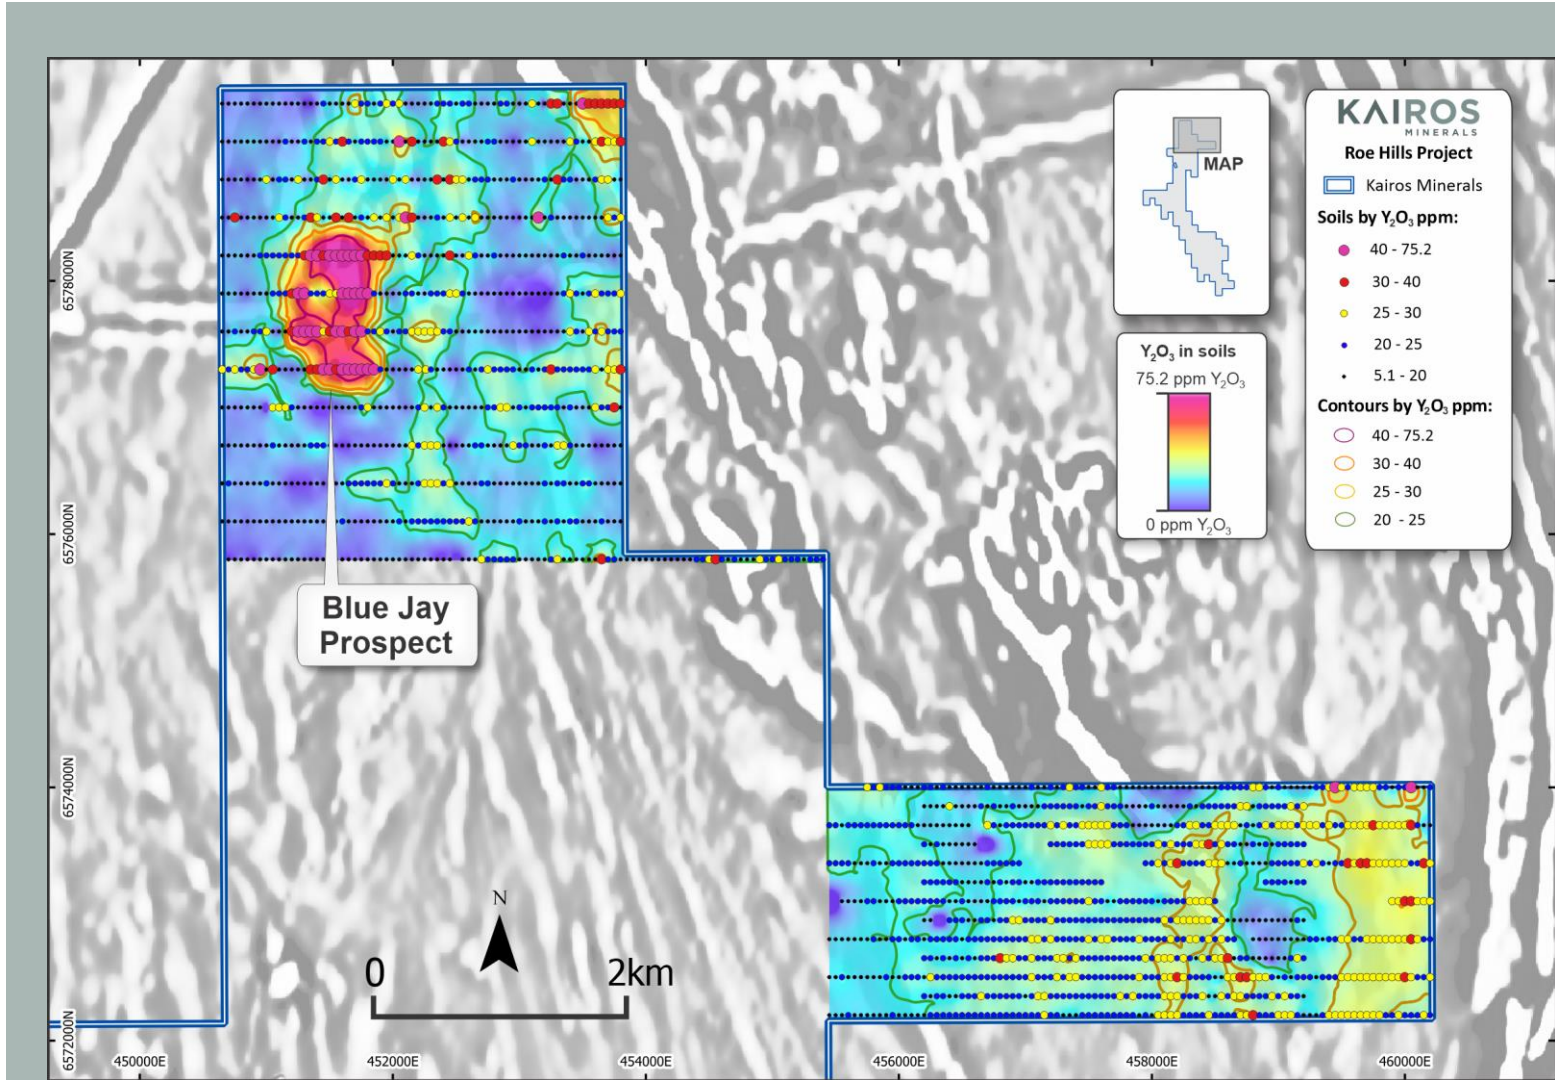 KAIROS
MINERALS
Roe Hills Project
Kairos Minerals
Soils by Y₂O₃ ppm:
40 - 75.2
30 - 40
25 - 30
20 - 25
5.1 - 20
Contours by Y₂O₃ ppm:
40 - 75.2
30 - 40
25 - 30
20 - 25
MAP
Y₂O₃ in soils
75.2 ppm Y₂O₃
0 ppm Y₂O₃
Blue Jay
Prospect
N
0 2km
6578000N
6576000N
6574000N
6572000N
450000E 452000E 454000E 456000E 458000E 460000E